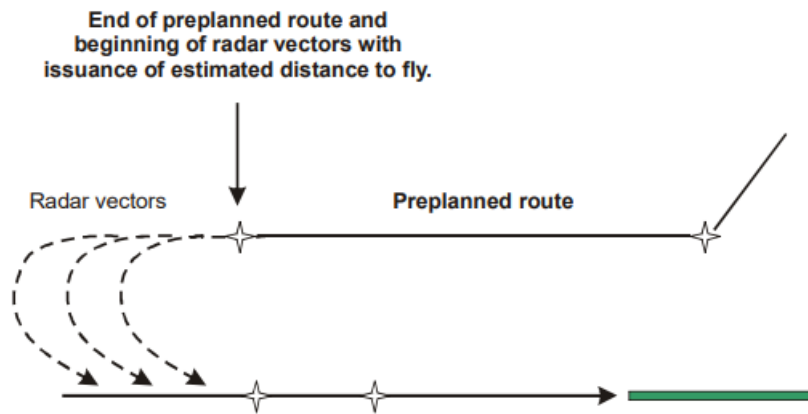 End of preplanned route and
beginning of radar vectors with
issuance of estimated distance to fly.
Radar vectors
Preplanned route